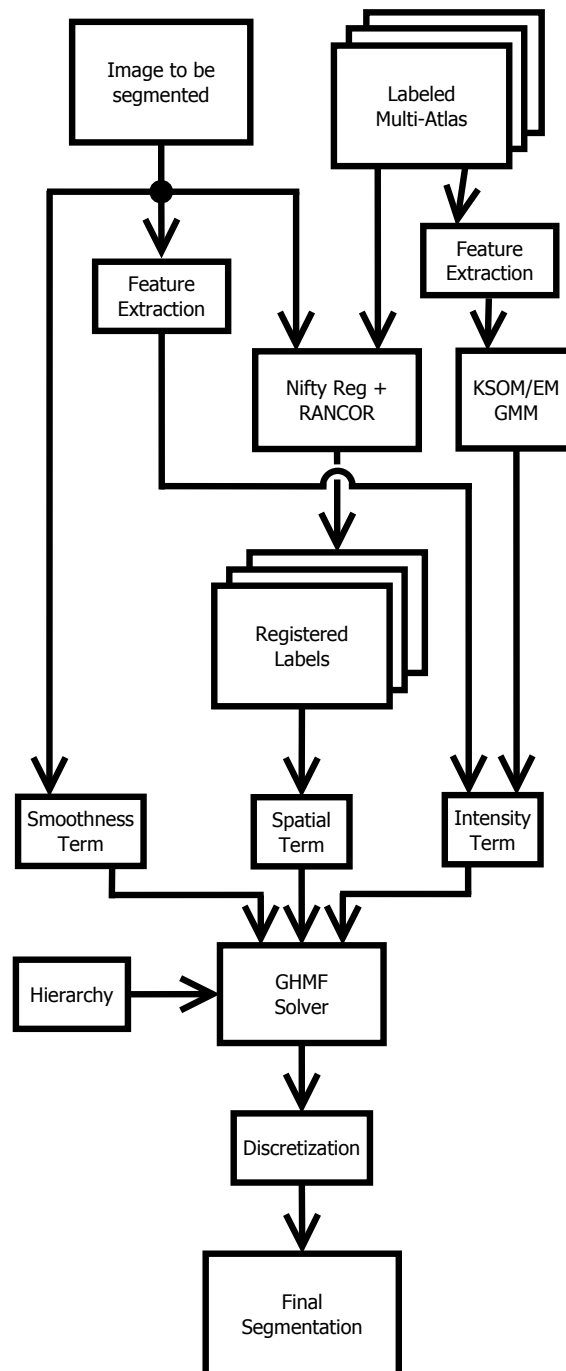 Image to be
segmented
Labeled
Multi-Atlas
Feature
Extraction
Feature
Extraction
Nifty Reg +
RANCOR
KSOM/EM
GMM
Registered
Labels
Smoothness
Term
Spatial
Term
Intensity
Term
Hierarchy
GHMF
Solver
Discretization
Final
Segmentation